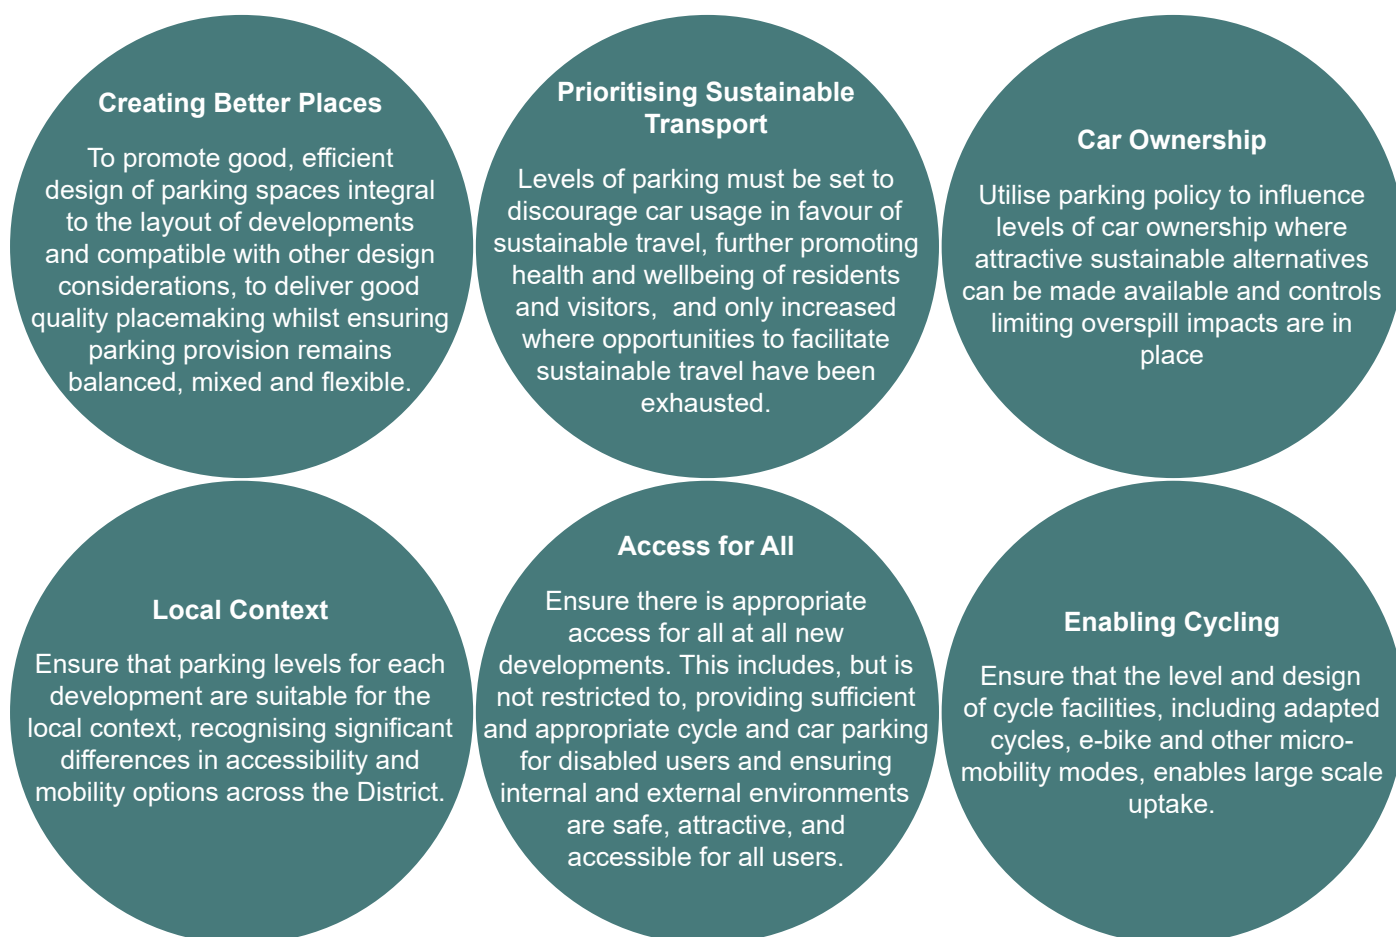 Creating Better Places
To promote good, efficient
design of parking spaces integral
to the layout of developments
and compatible with other design
considerations, to deliver good
quality placemaking whilst ensuring
parking provision remains
balanced, mixed and flexible.
Prioritising Sustainable
Transport
Levels of parking must be set to
discourage car usage in favour of
sustainable travel, further promoting
health and wellbeing of residents
and visitors,  and only increased
where opportunities to facilitate
sustainable travel have been
exhausted.
Car Ownership
Utilise parking policy to influence
levels of car ownership where
attractive sustainable alternatives
can be made available and controls
limiting overspill impacts are in
place
Local Context
Ensure that parking levels for each
development are suitable for the
local context, recognising significant
differences in accessibility and
mobility options across the District.
Access for All
Ensure there is appropriate
access for all at all new
developments. This includes, but is
not restricted to, providing sufficient
and appropriate cycle and car parking
for disabled users and ensuring
internal and external environments
are safe, attractive, and
accessible for all users.
Enabling Cycling
Ensure that the level and design
of cycle facilities, including adapted
cycles, e-bike and other micro-
mobility modes, enables large scale
uptake.